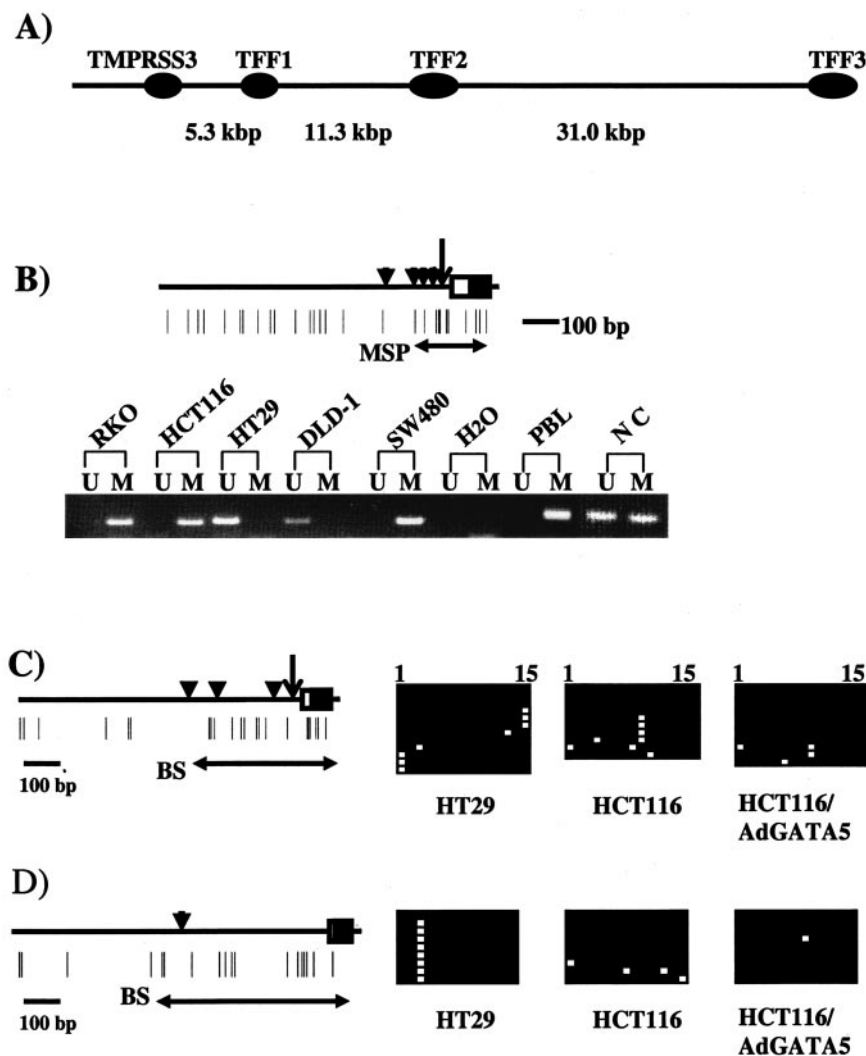 A)
TMPRSS3 TFF1 TFF2 TFF3
5.3 kbp 11.3 kbp 31.0 kbp
B)
100 bp
MSP
RKO HCT116 HT29 DLD-1 SW480 H2O PBL NC
U M U M U M U M U M U M U M U M
C)
1 15 1 15 1 15
BS
100 bp
HT29 HCT116 HCT116/
AdGATA5
D)
BS
100 bp
HT29 HCT116 HCT116/
AdGATA5